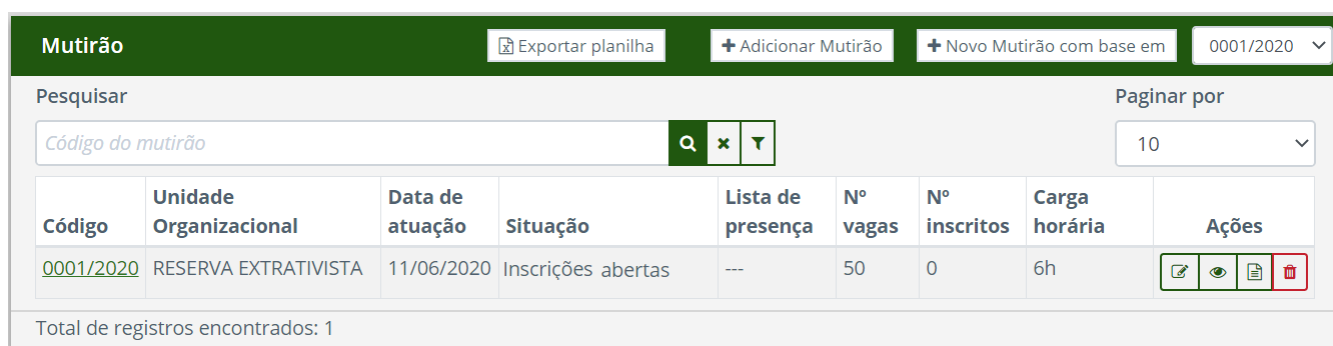 Mutirão
Exportar planilha
+ Adicionar Mutirão
+ Novo Mutirão com base em
0001/2020
Pesquisar
Paginar por
Código do mutirão
10
Código Unidade Organizacional Data de atuação Situação Lista de presença Nº vagas Nº inscritos Carga horária Ações
0001/2020 RESERVA EXTRATIVISTA 11/06/2020 Inscrições abertas --- 50 0 6h
Total de registros encontrados: 1